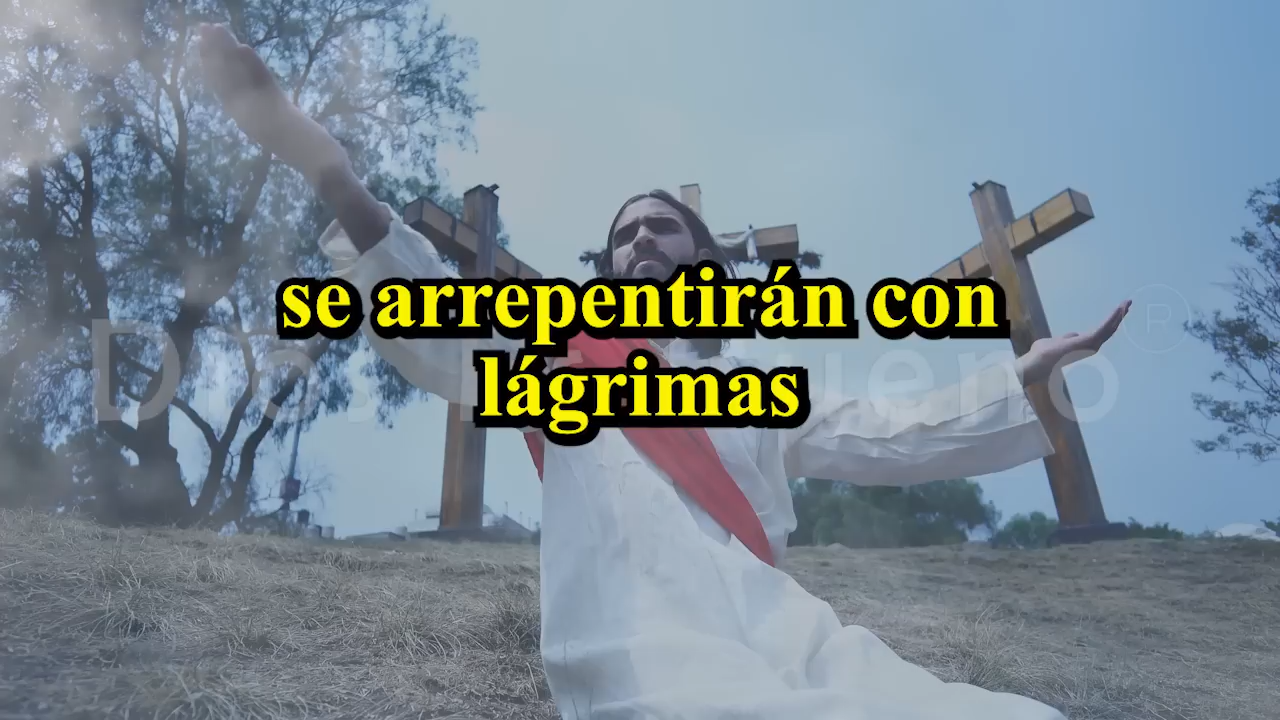 se arrepentirán con
lágrimas
®